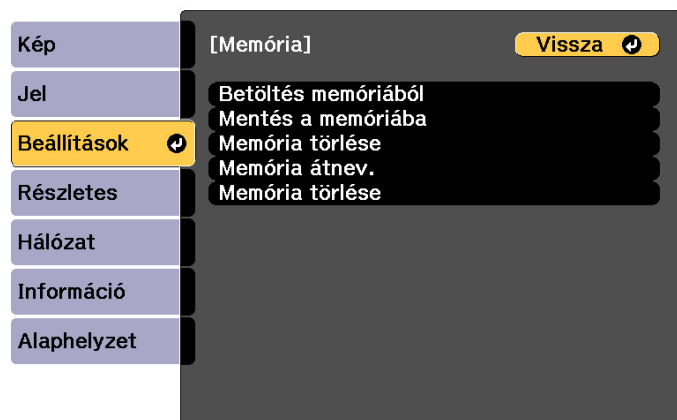 Kép
Jel
Beállítások
Részletes
Hálózat
Információ
Alaphelyzet
[Memória]
Vissza
Betöltés memóriából
Mentés a memóriába
Memória törlése
Memória átnev.
Memória törlése